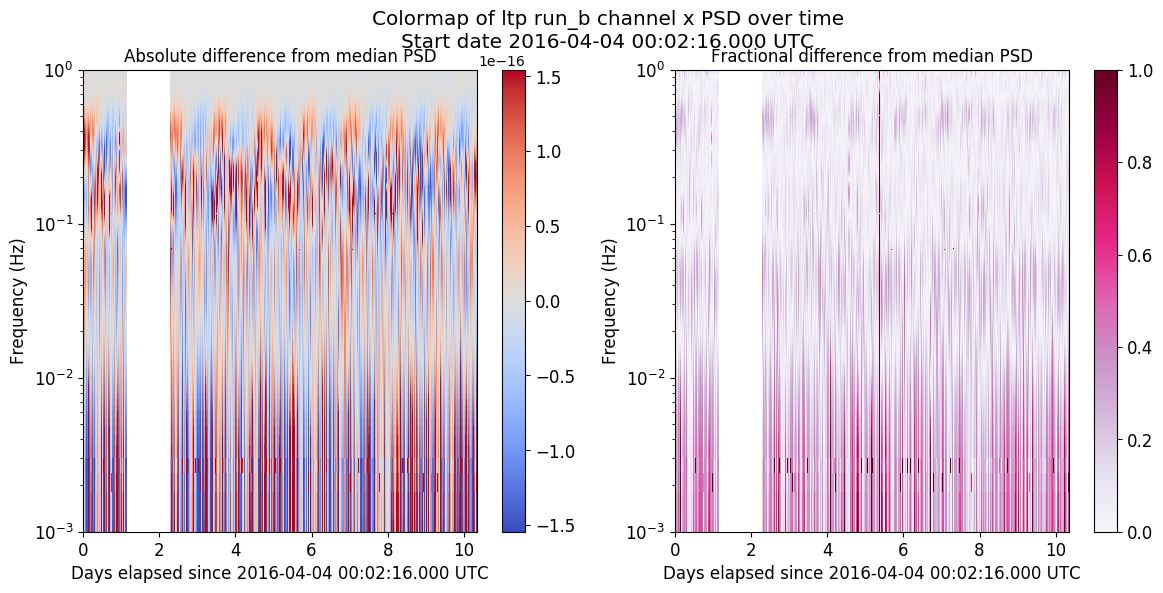 Colormap of ltp run_b channel x PSD over time
Start date 2016-04-04 00:02:16.000 UTC
Absolute difference from median PSD
1e−16
10^0
10^−1
10^−2
10^−3
Frequency (Hz)
0 2 4 6 8 10
Days elapsed since 2016-04-04 00:02:16.000 UTC
1.5
1.0
0.5
0.0
−0.5
−1.0
−1.5
Fractional difference from median PSD
10^0
10^−1
10^−2
10^−3
Frequency (Hz)
0 2 4 6 8 10
Days elapsed since 2016-04-04 00:02:16.000 UTC
1.0
0.8
0.6
0.4
0.2
0.0